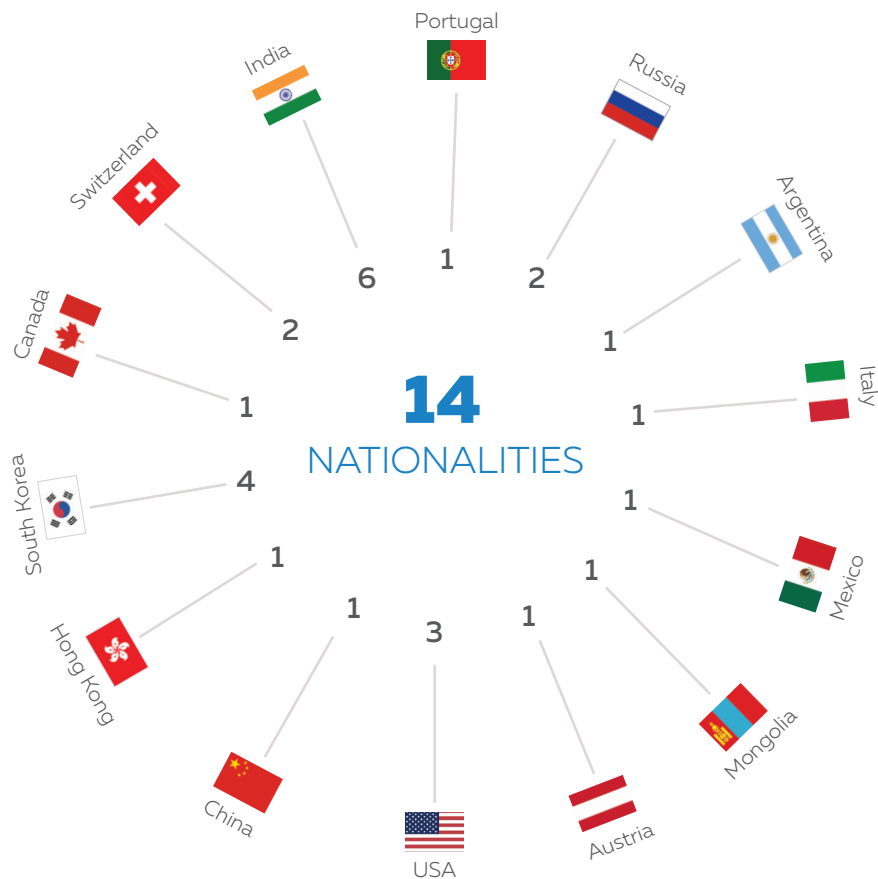 Portugal
1
Russia
2
Argentina
1
Italy
1
Mexico
1
Mongolia
1
Austria
1
USA
3
China
1
Hong Kong
1
South Korea
4
Canada
1
Switzerland
2
India
6
14
NATIONALITIES